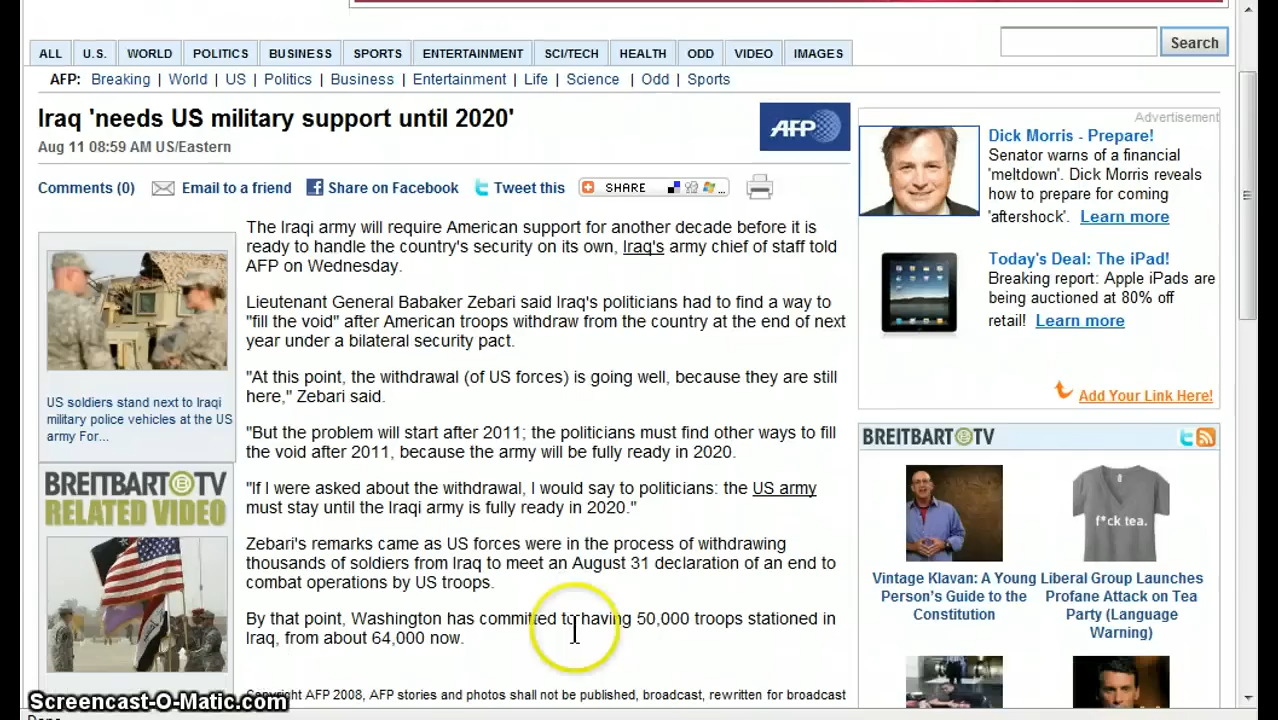 ALL U.S. WORLD POLITICS BUSINESS SPORTS ENTERTAINMENT SCI/TECH HEALTH ODD VIDEO IMAGES
Search
AFP: Breaking World US Politics Business Entertainment Life Science Odd Sports
Iraq 'needs US military support until 2020'
Aug 11 08:59 AM US/Eastern
AFP
Comments (0) Email to a friend Share on Facebook Tweet this SHARE ...
The Iraqi army will require American support for another decade before it is
ready to handle the country's security on its own, Iraq's army chief of staff told
AFP on Wednesday.
Lieutenant General Babaker Zebari said Iraq's politicians had to find a way to
"fill the void" after American troops withdraw from the country at the end of next
year under a bilateral security pact.
"At this point, the withdrawal (of US forces) is going well, because they are still
here," Zebari said.
"But the problem will start after 2011; the politicians must find other ways to fill
the void after 2011, because the army will be fully ready in 2020.
"If I were asked about the withdrawal, I would say to politicians: the US army
must stay until the Iraqi army is fully ready in 2020."
Zebari's remarks came as US forces were in the process of withdrawing
thousands of soldiers from Iraq to meet an August 31 declaration of an end to
combat operations by US troops.
By that point, Washington has committed to having 50,000 troops stationed in
Iraq, from about 64,000 now.
Copyright AFP 2008, AFP stories and photos shall not be published, broadcast, rewritten for broadcast
US soldiers stand next to Iraqi
military police vehicles at the US
army For...
BREITBART TV
RELATED VIDEO
Advertisement
Dick Morris - Prepare!
Senator warns of a financial
'meltdown'. Dick Morris reveals
how to prepare for coming
'aftershock'. Learn more
Today's Deal: The iPad!
Breaking report: Apple iPads are
being auctioned at 80% off
retail! Learn more
Add Your Link Here!
BREITBART TV
f*ck tea.
Vintage Klavan: A Young
Person's Guide to the
Constitution
Liberal Group Launches
Profane Attack on Tea
Party (Language
Warning)
Screencast-O-Matic.com